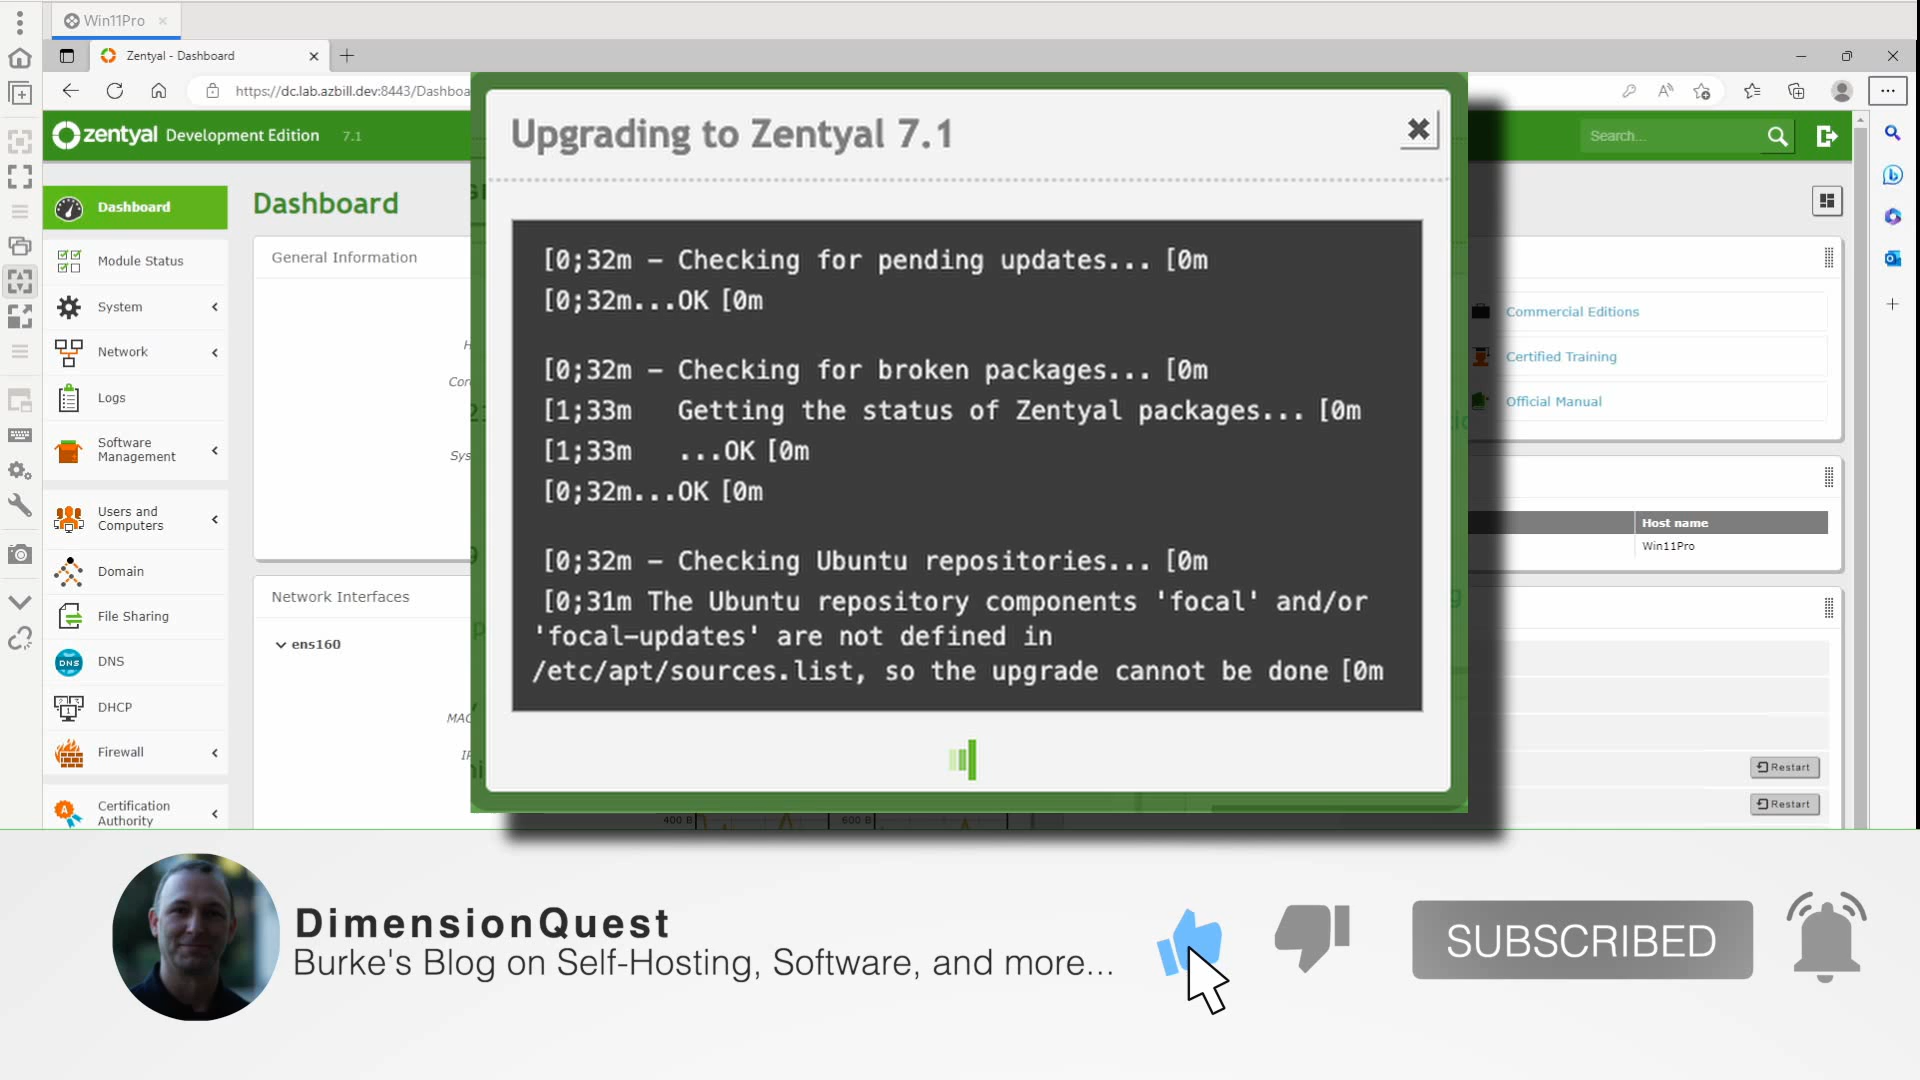 Win11Pro
Zentyal - Dashboard
https://dc.lab.azbill.dev:8443/Dashboa
zentyal Development Edition 7.1
Search...
Dashboard
Module Status
System
Network
Logs
Software
Management
Users and
Computers
Domain
File Sharing
DNS
DNS
DHCP
Firewall
Certification
Authority
Dashboard
General Information
Cor
Sys
Network Interfaces
ens160
MAC
IP
Upgrading to Zentyal 7.1
[0;32m – Checking for pending updates... [0m
[0;32m...OK [0m
[0;32m – Checking for broken packages... [0m
[1;33m   Getting the status of Zentyal packages... [0m
[1;33m   ...OK [0m
[0;32m...OK [0m
[0;32m – Checking Ubuntu repositories... [0m
[0;31m The Ubuntu repository components 'focal' and/or
'focal-updates' are not defined in
/etc/apt/sources.list, so the upgrade cannot be done [0m
400 B
600 B
Commercial Editions
Certified Training
Official Manual
Host name
Win11Pro
Restart
Restart
DimensionQuest
Burke's Blog on Self-Hosting, Software, and more...
SUBSCRIBED